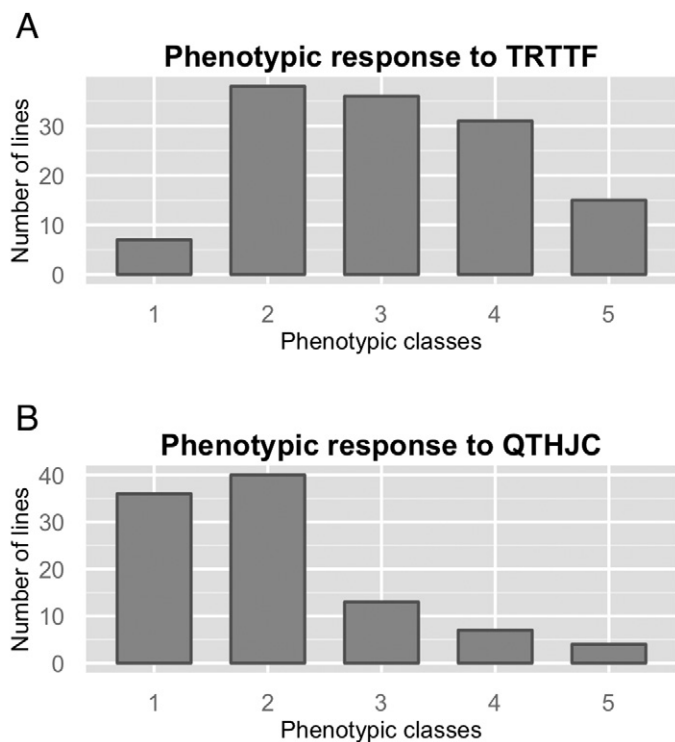 A
Phenotypic response to TRTTF
Number of lines
30
20
10
0
1 2 3 4 5
Phenotypic classes
B
Phenotypic response to QTHJC
Number of lines
40
30
20
10
0
1 2 3 4 5
Phenotypic classes